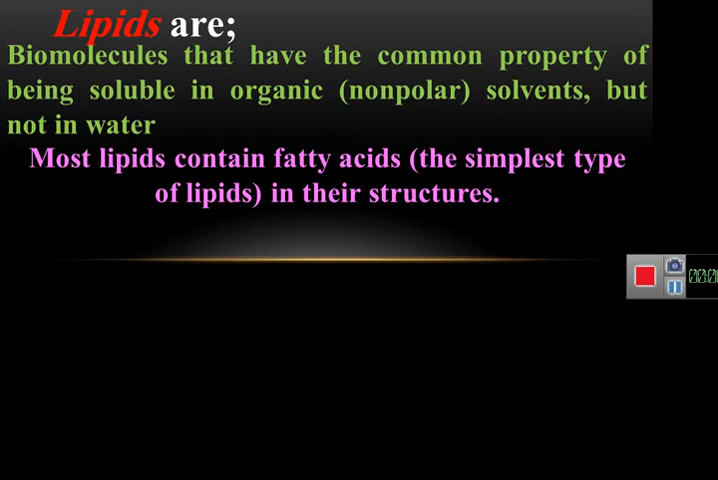 Lipids are;
Biomolecules that have the common property of
being soluble in organic (nonpolar) solvents, but
not in water
Most lipids contain fatty acids (the simplest type
of lipids) in their structures.